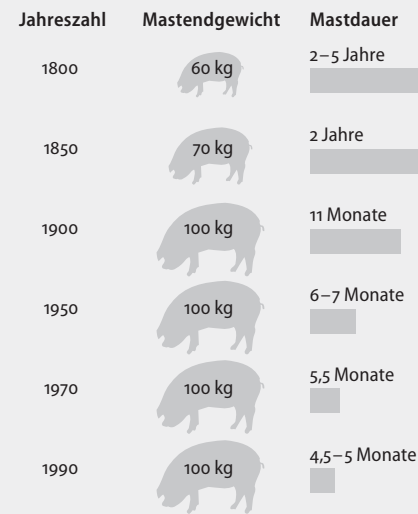 Jahreszahl Mastendgewicht Mastdauer
1800 60 kg 2–5 Jahre
1850 70 kg 2 Jahre
1900 100 kg 11 Monate
1950 100 kg 6–7 Monate
1970 100 kg 5,5 Monate
1990 100 kg 4,5–5 Monate